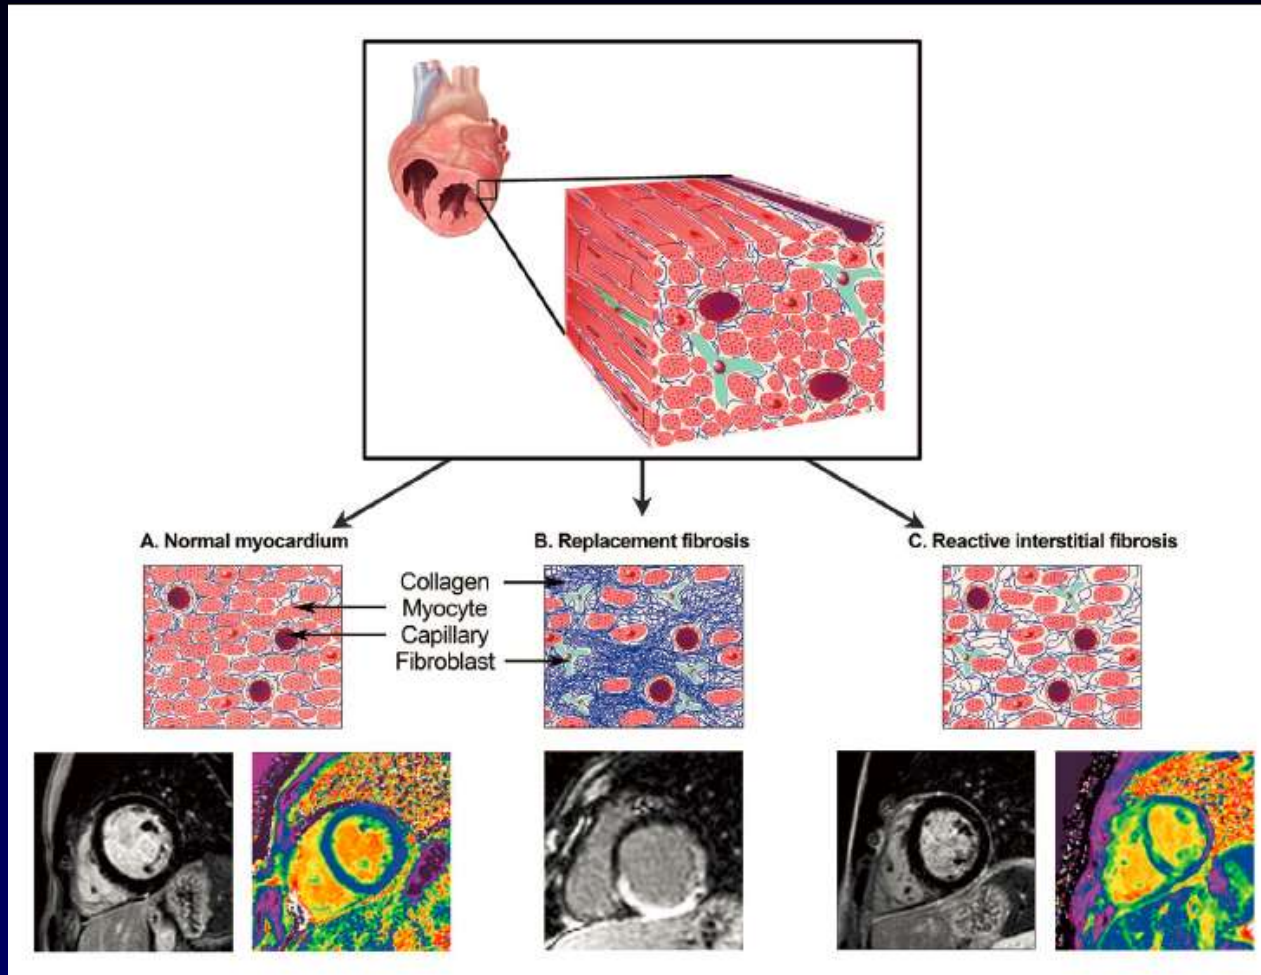 A. Normal myocardium
B. Replacement fibrosis
C. Reactive interstitial fibrosis
Collagen
Myocyte
Capillary
Fibroblast